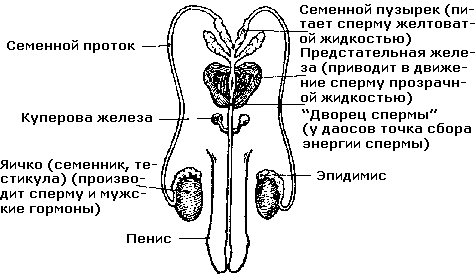 Семенной пузырек (пи-
тает сперму желтоват-
ой жидкостью)
Семенной проток
Предстательная желе-
за (приводит в движе-
ние сперму прозрачн-
ой жидкостью)
Куперова железа
“Дворец спермы”
(у даосов точка сбора
энергии спермы)
Яичко (семенник, те-
стикула) (произво-
дит сперму и мужс-
кие гормоны)
Эпидимис
Пенис